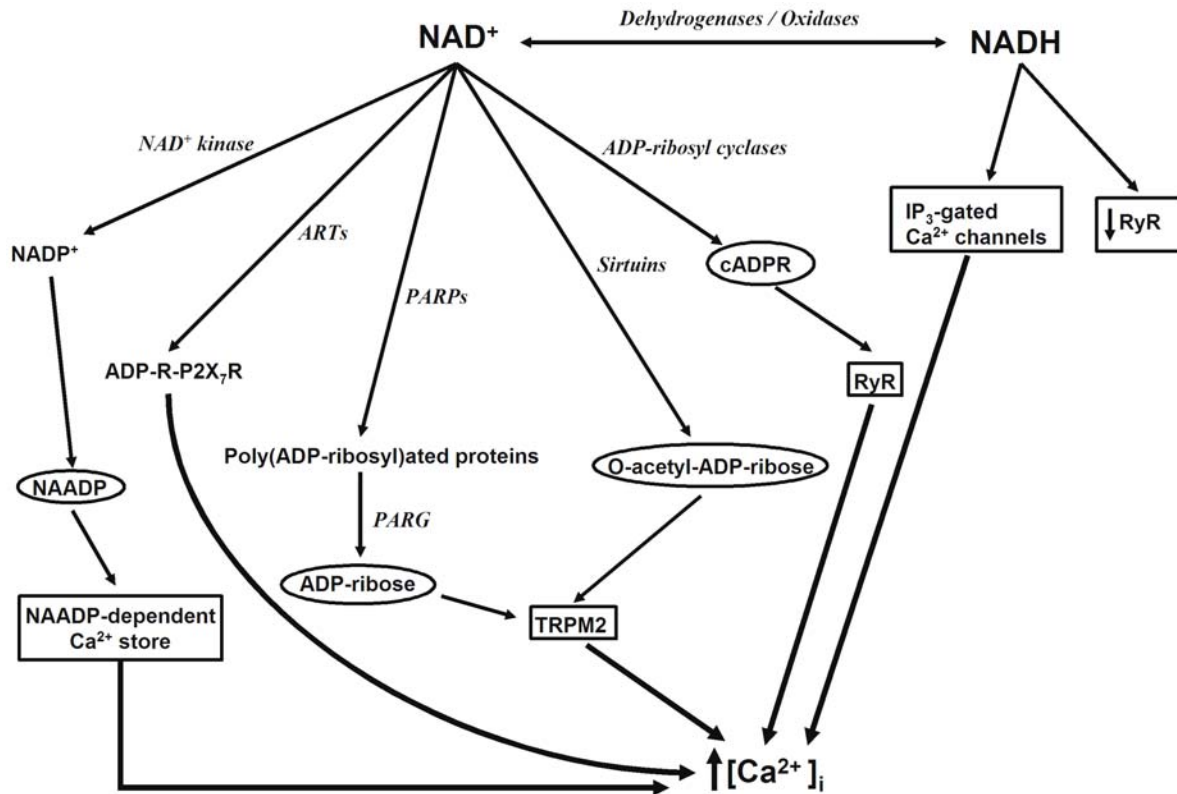 Dehydrogenases / Oxidases
NAD⁺
NADH
NAD⁺ kinase
ADP-ribosyl cyclases
IP₃-gated
Ca²⁺ channels
↓RyR
ARTs
NADP⁺
Sirtuins
cADPR
PARPs
ADP-R-P2X₇R
RyR
Poly(ADP-ribosyl)ated proteins
O-acetyl-ADP-ribose
NAADP
PARG
ADP-ribose
NAADP-dependent
Ca²⁺ store
TRPM2
↑[Ca²⁺]ᵢ